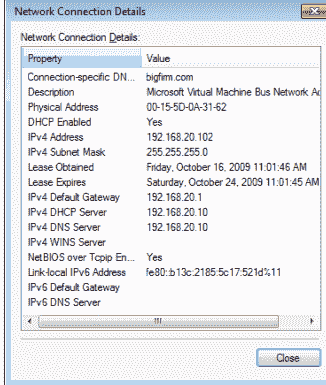 Network Connection Details
Network Connection Details:
Property Value
Connection-specific DN... bigfirm.com
Description Microsoft Virtual Machine Bus Network Ad
Physical Address 00-15-5D-0A-31-62
DHCP Enabled Yes
IPv4 Address 192.168.20.102
IPv4 Subnet Mask 255.255.255.0
Lease Obtained Friday, October 16, 2009 11:01:46 AM
Lease Expires Saturday, October 24, 2009 11:01:45 AM
IPv4 Default Gateway 192.168.20.1
IPv4 DHCP Server 192.168.20.10
IPv4 DNS Server 192.168.20.10
IPv4 WINS Server
NetBIOS over Tcpip En... Yes
Link-local IPv6 Address fe80::b13c:2185:5c17:521d%11
IPv6 Default Gateway
IPv6 DNS Server
Close